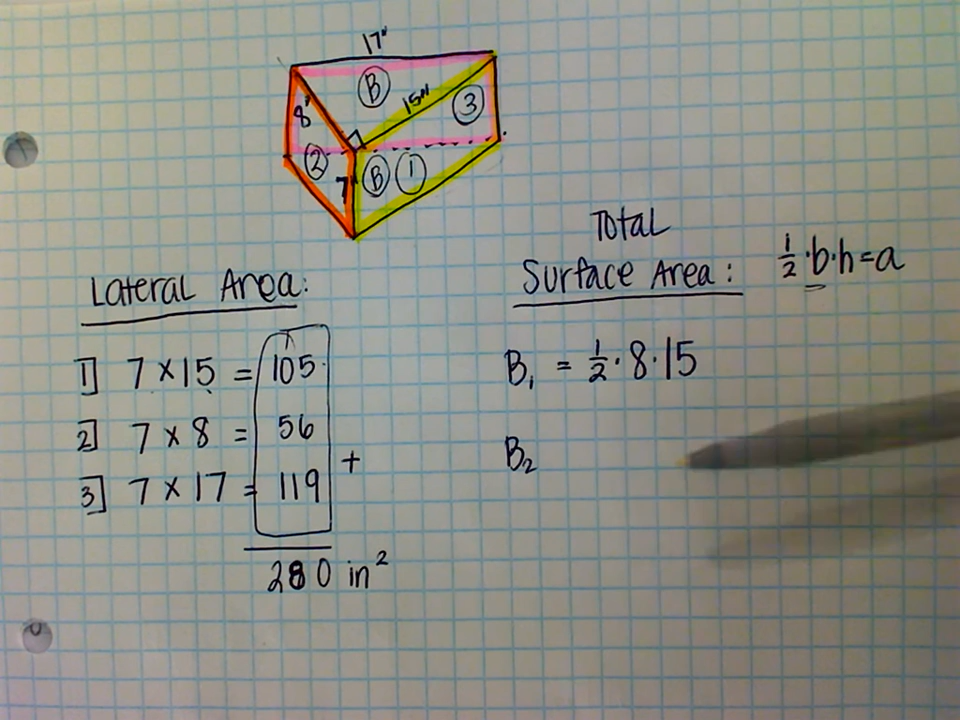 17"
B
15"
8"
3
2
7"
B
1
Total
Lateral Area:
Surface Area:
½·b·h=a
1] 7×15 = 105
2] 7×8 = 56
3] 7×17 = 119
+
280 in²
B₁ = ½·8·15
B₂